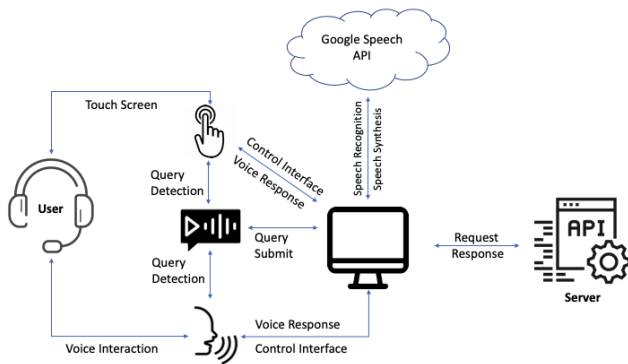 Google Speech
API
Touch Screen
Control Interface
Voice Response
Speech Recognition
Speech Synthesis
Query
Detection
User
Query
Submit
Request
Response
API
Server
Query
Detection
Voice Response
Voice Interaction
Control Interface